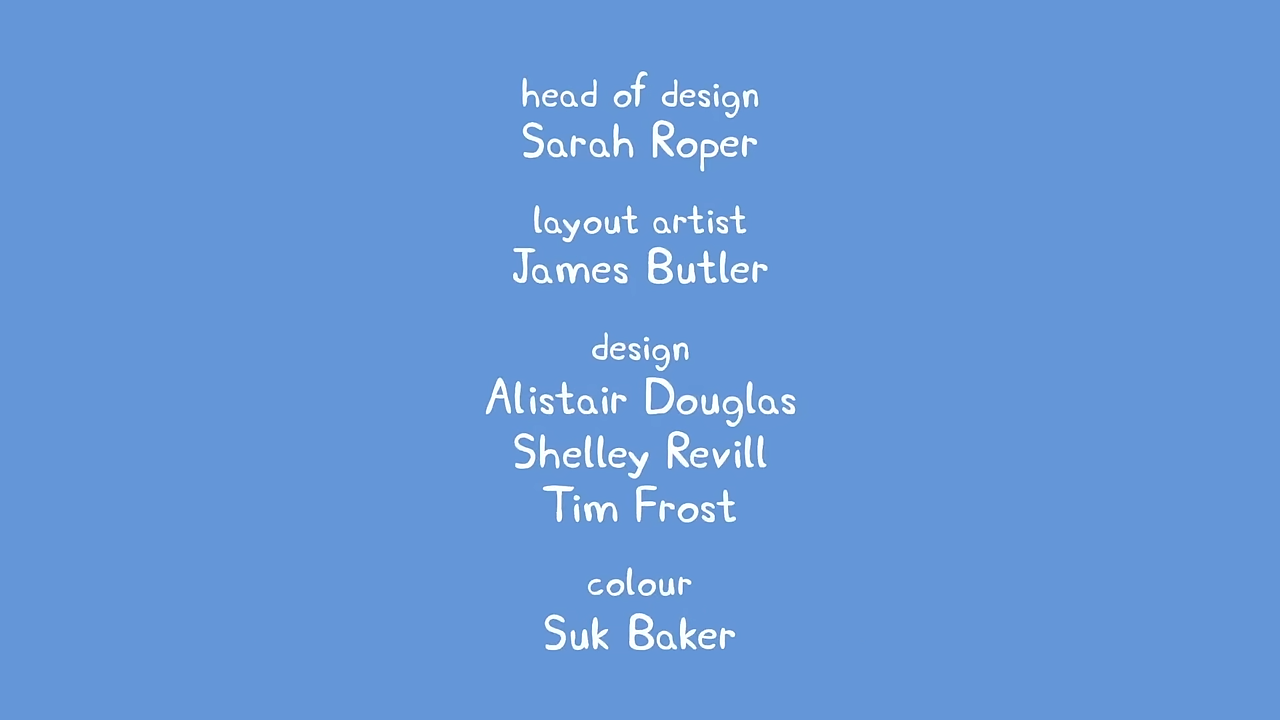 head of design
Sarah Roper
layout artist
James Butler
design
Alistair Douglas
Shelley Revill
Tim Frost
colour
Suk Baker